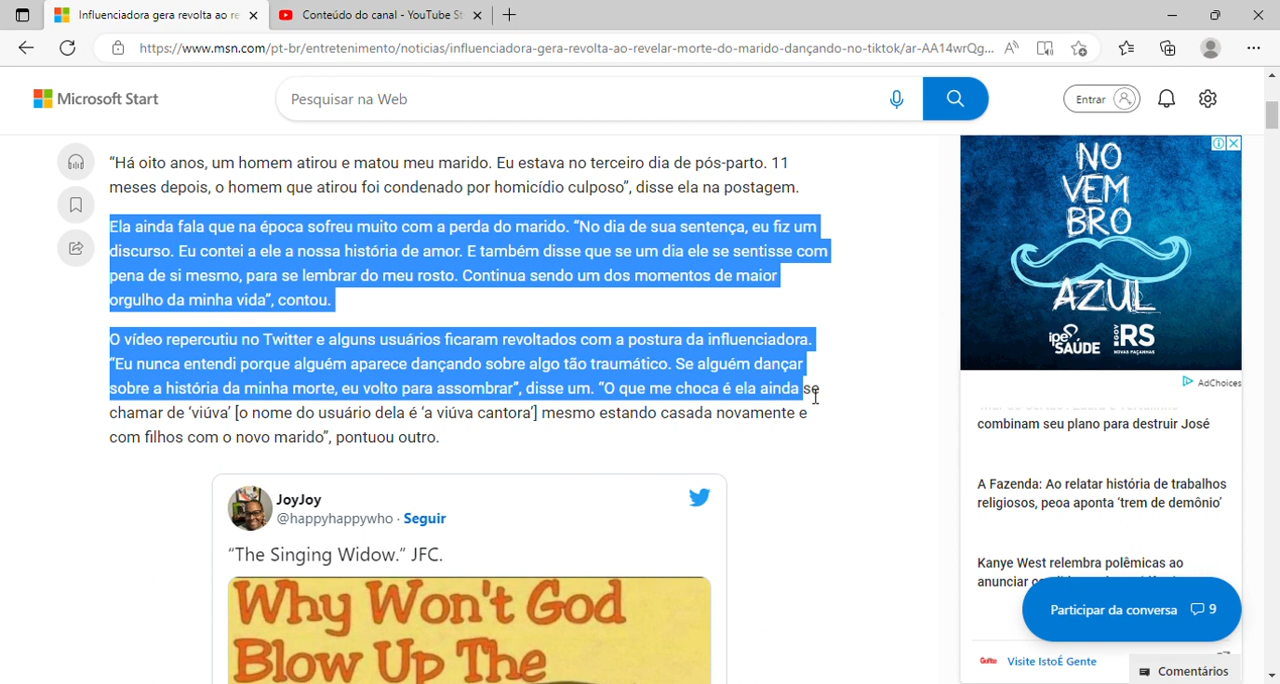 Influenciadora gera revolta ao re
Conteúdo do canal - YouTube St
https://www.msn.com/pt-br/entretenimento/noticias/influenciadora-gera-revolta-ao-revelar-morte-do-marido-dançando-no-tiktok/ar-AA14wrQg...
Microsoft Start
Pesquisar na Web
Entrar
"Há oito anos, um homem atirou e matou meu marido. Eu estava no terceiro dia de pós-parto. 11
meses depois, o homem que atirou foi condenado por homicídio culposo", disse ela na postagem.
Ela ainda fala que na época sofreu muito com a perda do marido. "No dia de sua sentença, eu fiz um
discurso. Eu contei a ele a nossa história de amor. E também disse que se um dia ele se sentisse com
pena de si mesmo, para se lembrar do meu rosto. Continua sendo um dos momentos de maior
orgulho da minha vida", contou.
O vídeo repercutiu no Twitter e alguns usuários ficaram revoltados com a postura da influenciadora.
"Eu nunca entendi porque alguém aparece dançando sobre algo tão traumático. Se alguém dançar
sobre a história da minha morte, eu volto para assombrar", disse um. "O que me choca é ela ainda se
chamar de 'viúva' [o nome do usuário dela é 'a viúva cantora'] mesmo estando casada novamente e
com filhos com o novo marido", pontuou outro.
JoyJoy
@happyhappywho · Seguir
"The Singing Widow." JFC.
Why Won't God
Blow Up The
NO
VEM
BRO
AZUL
ipe SAÚDE
GOV RS
NOVAS FAÇANHAS
AdChoices
combinam seu plano para destruir José
A Fazenda: Ao relatar história de trabalhos
religiosos, peoa aponta 'trem de demônio'
Kanye West relembra polêmicas ao
Participar da conversa 9
Visite IstoÉ Gente
Comentários